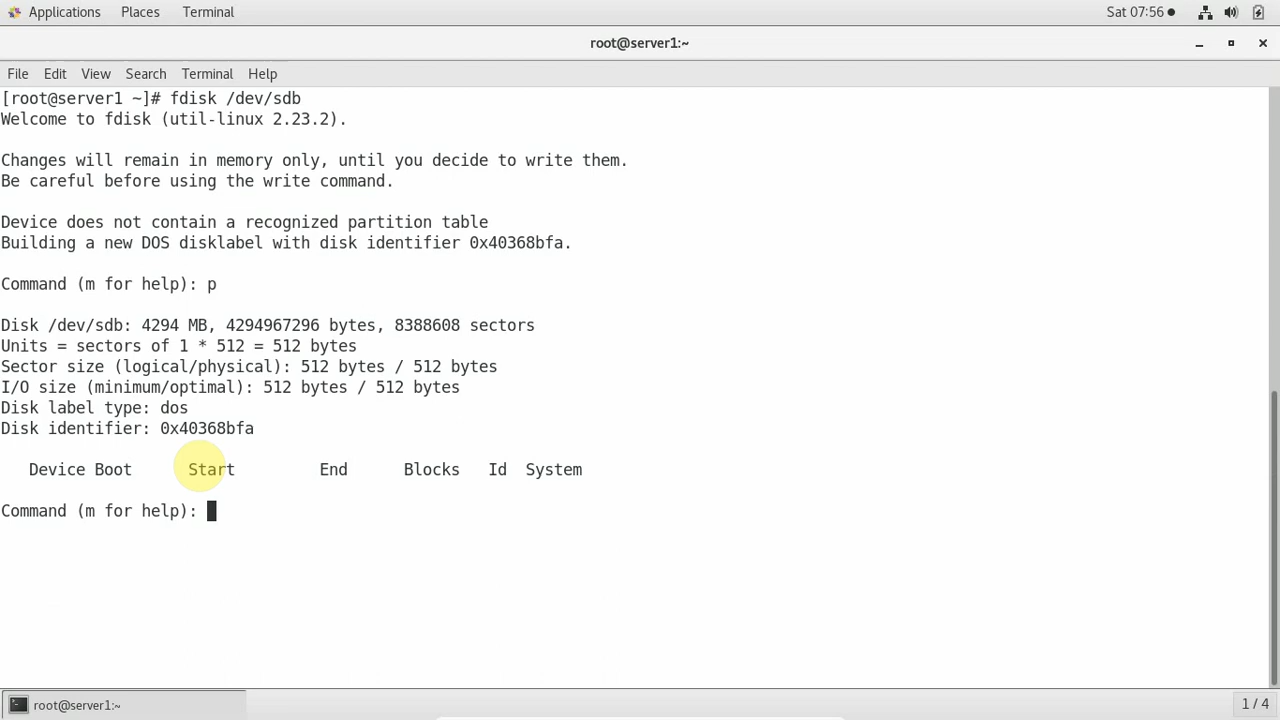 Applications Places Terminal Sat 07:56
root@server1:~
File Edit View Search Terminal Help
[root@server1 ~]# fdisk /dev/sdb
Welcome to fdisk (util-linux 2.23.2).
Changes will remain in memory only, until you decide to write them.
Be careful before using the write command.
Device does not contain a recognized partition table
Building a new DOS disklabel with disk identifier 0x40368bfa.
Command (m for help): p
Disk /dev/sdb: 4294 MB, 4294967296 bytes, 8388608 sectors
Units = sectors of 1 * 512 = 512 bytes
Sector size (logical/physical): 512 bytes / 512 bytes
I/O size (minimum/optimal): 512 bytes / 512 bytes
Disk label type: dos
Disk identifier: 0x40368bfa
Device Boot Start End Blocks Id System
Command (m for help):
root@server1:~ 1 / 4